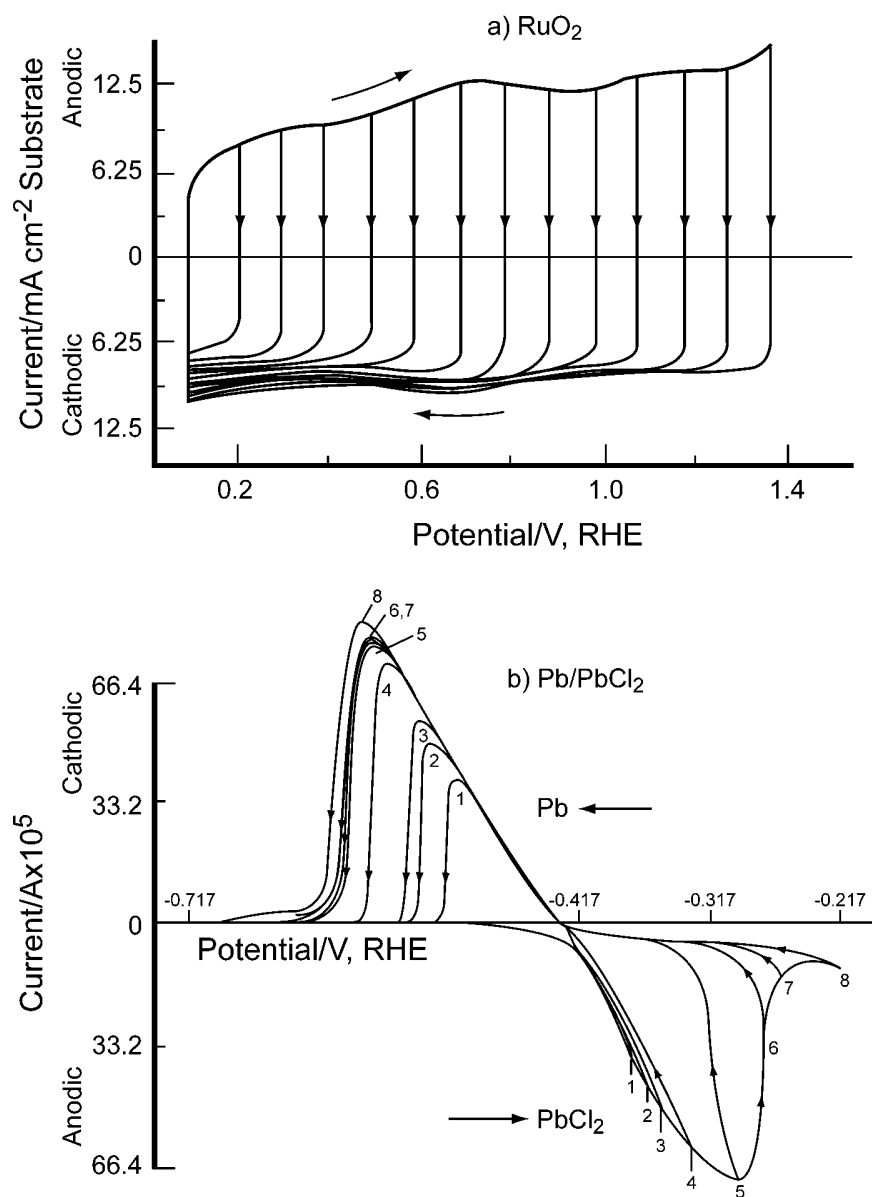 a) RuO2
Anodic
12.5
6.25
0
6.25
Cathodic
12.5
Current/mA cm-2 Substrate
0.2
0.6
1.0
1.4
Potential/V, RHE
8
6,7
5
b) Pb/PbCl2
66.4
4
Cathodic
3
2
1
33.2
Pb
-0.717
-0.417
-0.317
-0.217
0
Potential/V, RHE
Current/Ax105
7
8
6
33.2
1
2
PbCl2
3
Anodic
66.4
4
5